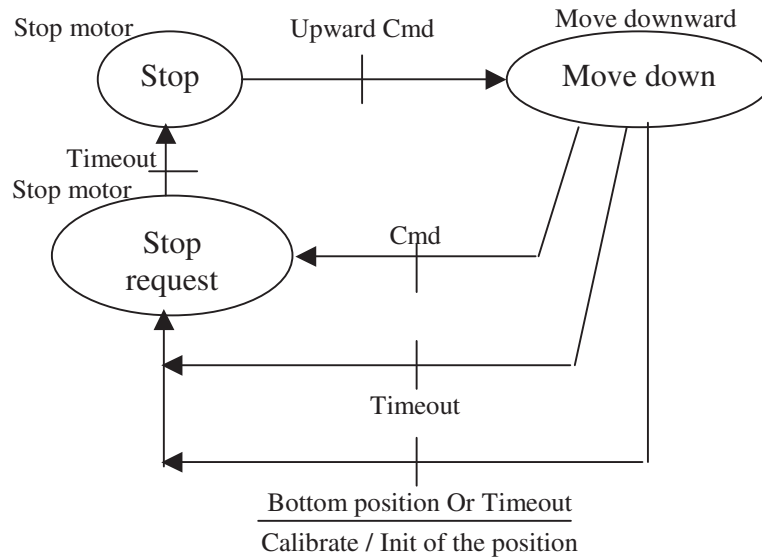 Stop motor
Upward Cmd
Move downward
Stop
Move down
Timeout
Stop motor
Stop
request
Cmd
Timeout
Bottom position Or Timeout
Calibrate / Init of the position